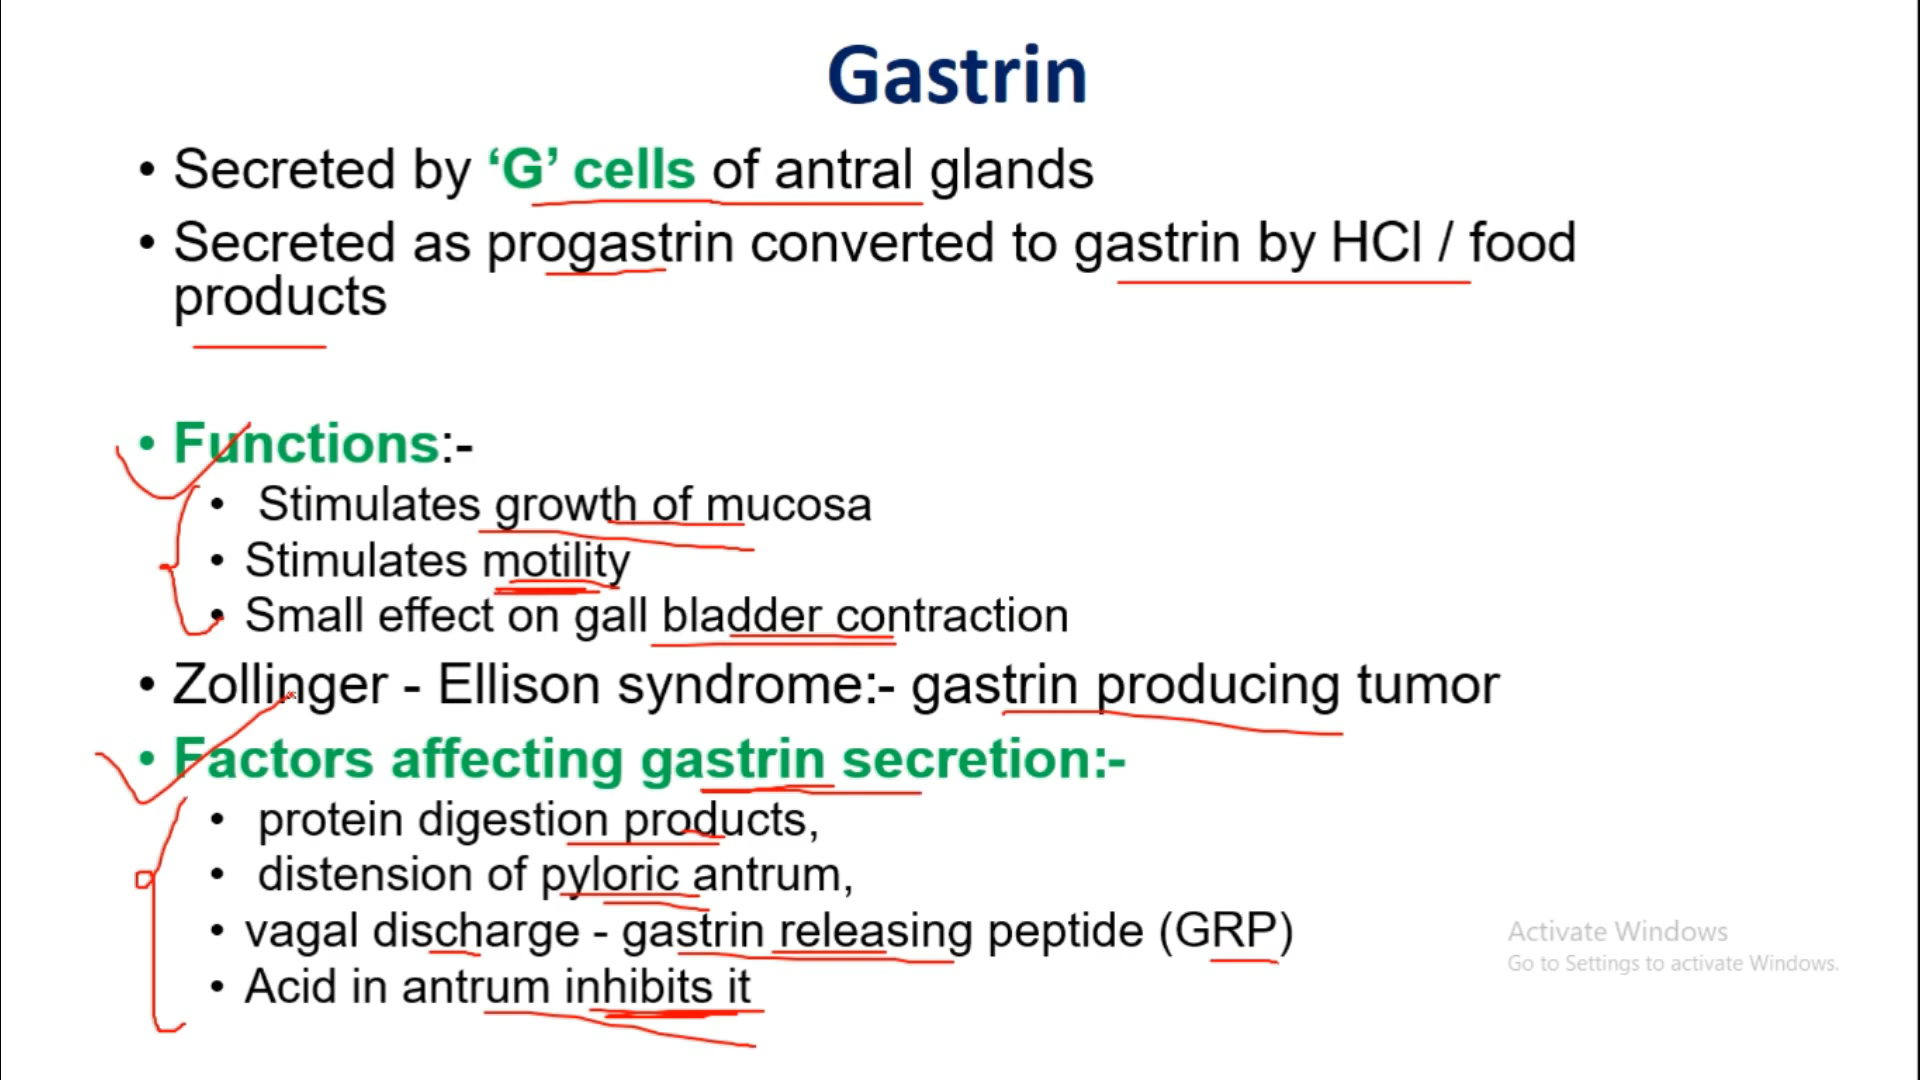 Gastrin
• Secreted by ‘G’ cells of antral glands
• Secreted as progastrin converted to gastrin by HCl / food
products
• Functions:-
• Stimulates growth of mucosa
• Stimulates motility
• Small effect on gall bladder contraction
• Zollinger - Ellison syndrome:- gastrin producing tumor
• Factors affecting gastrin secretion:-
• protein digestion products,
• distension of pyloric antrum,
• vagal discharge - gastrin releasing peptide (GRP)
• Acid in antrum inhibits it
Activate Windows
Go to Settings to activate Windows.